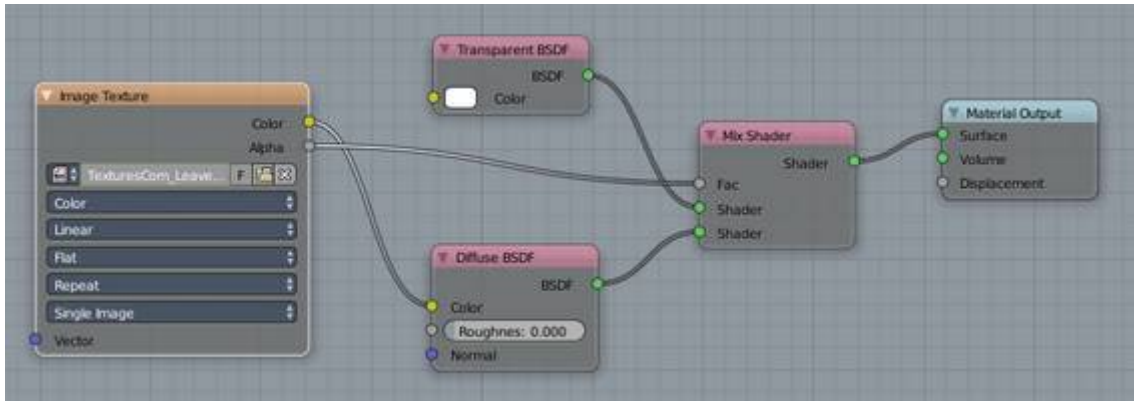 Image Texture
Color
Alpha
TexturesCom_Leave... F
Color
Linear
Flat
Repeat
Single Image
Vector
Transparent BSDF
BSDF
Color
Diffuse BSDF
BSDF
Color
Roughnes: 0.000
Normal
Mix Shader
Shader
Fac
Shader
Shader
Material Output
Surface
Volume
Displacement